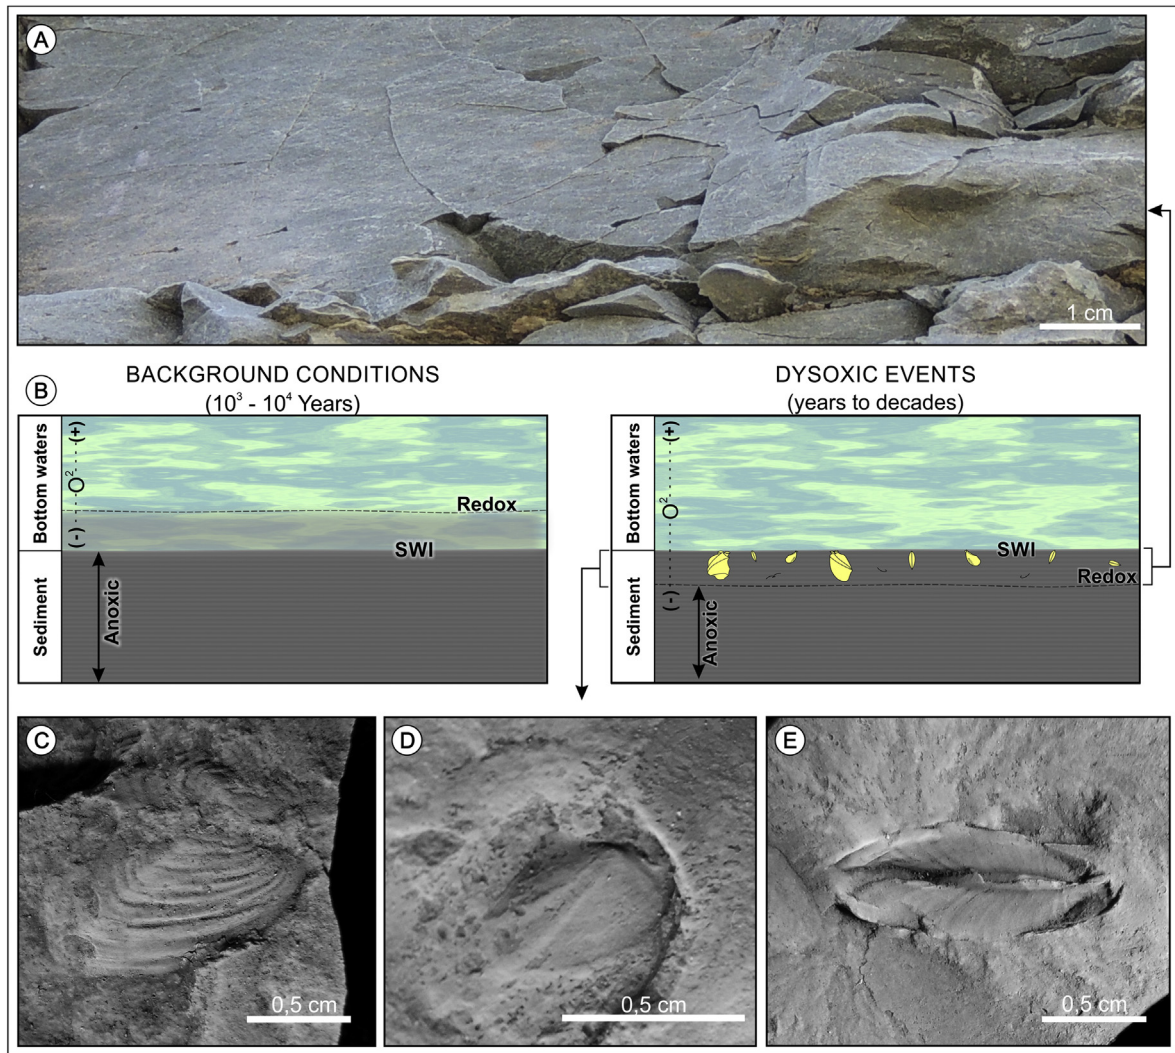 A
1 cm
B
BACKGROUND CONDITIONS
(10³ - 10⁴ Years)
Bottom waters
(+)
O²
(-)
Redox
SWI
Sediment
Anoxic
DYSOXIC EVENTS
(years to decades)
Bottom waters
(+)
O²
(-)
SWI
Redox
Sediment
Anoxic
C
0,5 cm
D
0,5 cm
E
0,5 cm